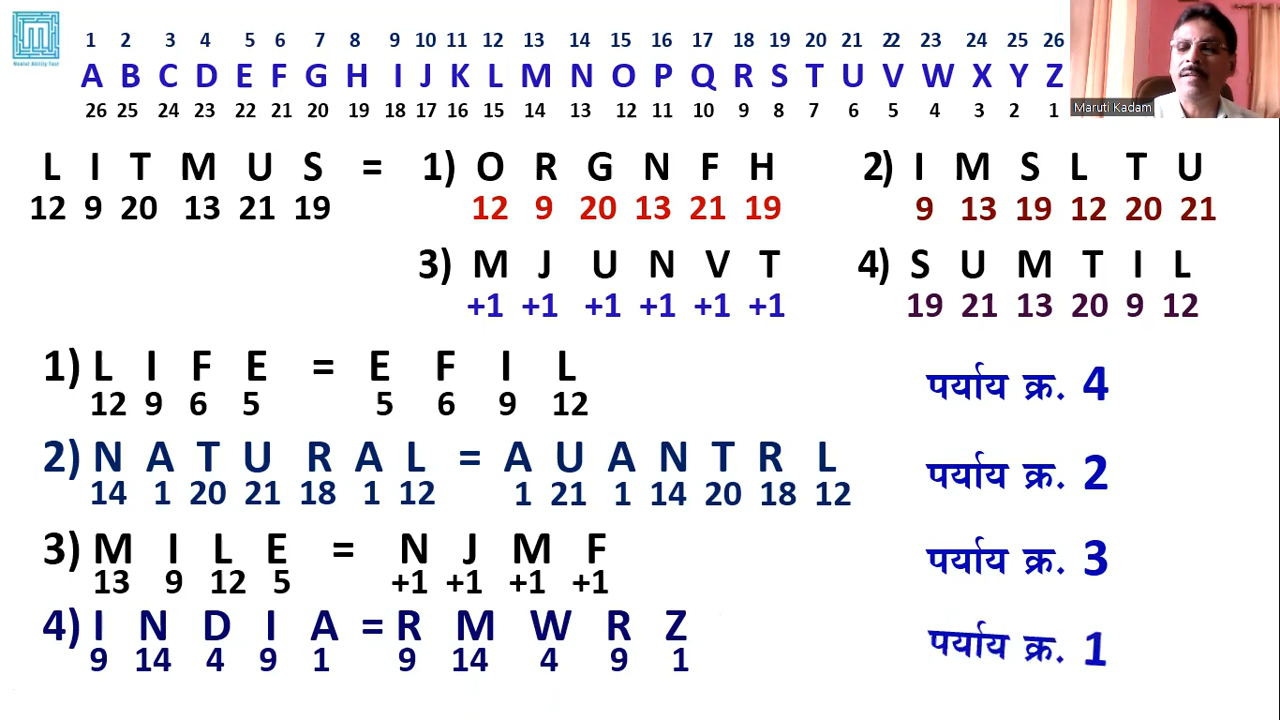 1 2 3 4 5 6 7 8 9 10 11 12 13 14 15 16 17 18 19 20 21 22 23 24 25 26
A B C D E F G H I J K L M N O P Q R S T U V W X Y Z
26 25 24 23 22 21 20 19 18 17 16 15 14 13 12 11 10 9 8 7 6 5 4 3 2 1
Mental Ability Test
Maruti Kadam
L I T M U S = 1) O R G N F H 2) I M S L T U
12 9 20 13 21 19 12 9 20 13 21 19 9 13 19 12 20 21
3) M J U N V T 4) S U M T I L
+1 +1 +1 +1 +1 +1 19 21 13 20 9 12
1) L I F E = E F I L पर्याय क्र. 4
12 9 6 5 5 6 9 12
2) N A T U R A L = A U A N T R L पर्याय क्र. 2
14 1 20 21 18 1 12 1 21 1 14 20 18 12
3) M I L E = N J M F पर्याय क्र. 3
13 9 12 5 +1 +1 +1 +1
4) I N D I A = R M W R Z पर्याय क्र. 1
9 14 4 9 1 9 14 4 9 1